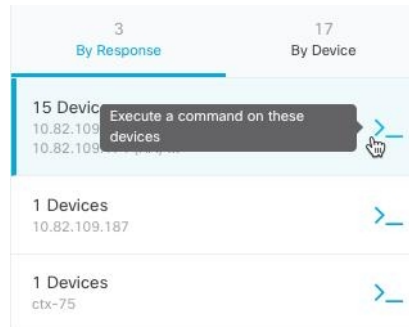 3
By Response
17
By Device
15 Devic
Execute a command on these
devices
10.82.109
10.82.109
1 Devices
10.82.109.187
>_
1 Devices
ctx-75
>_